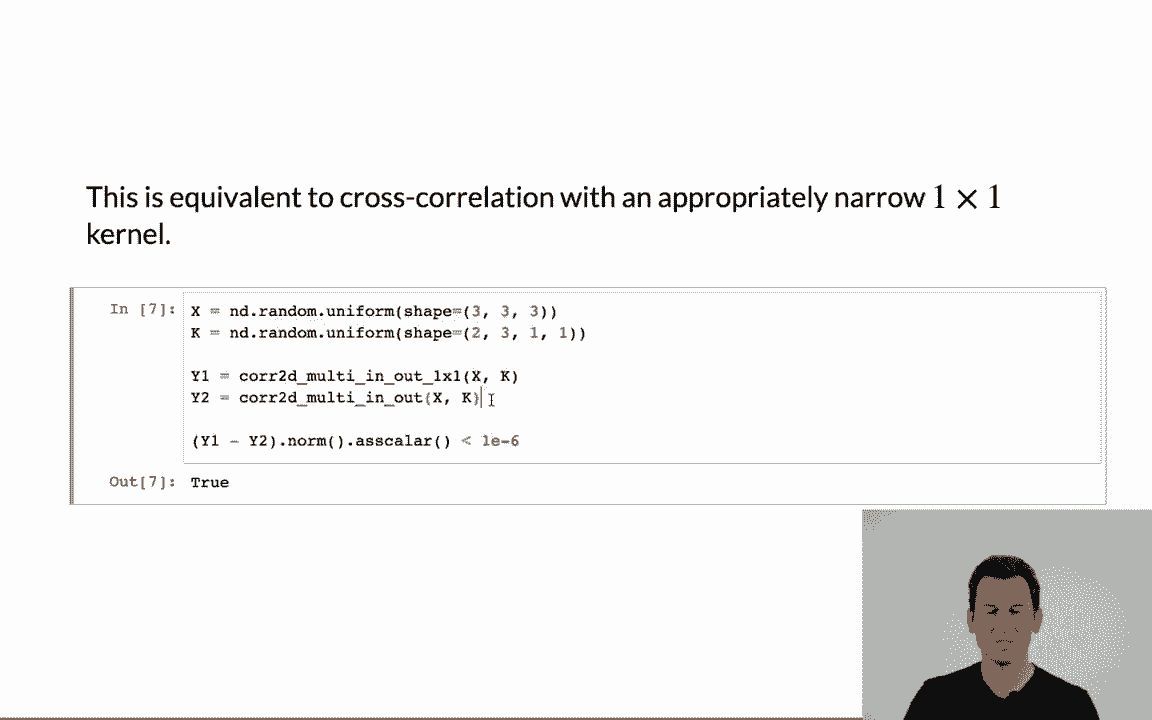 This is equivalent to cross-correlation with an appropriately narrow 1 × 1
kernel.
In [7]:
X = nd.random.uniform(shape=(3, 3, 3))
K = nd.random.uniform(shape=(2, 3, 1, 1))
Y1 = corr2d_multi_in_out_1x1(X, K)
Y2 = corr2d_multi_in_out(X, K)
(Y1 - Y2).norm().asscalar() < 1e-6
Out[7]: True